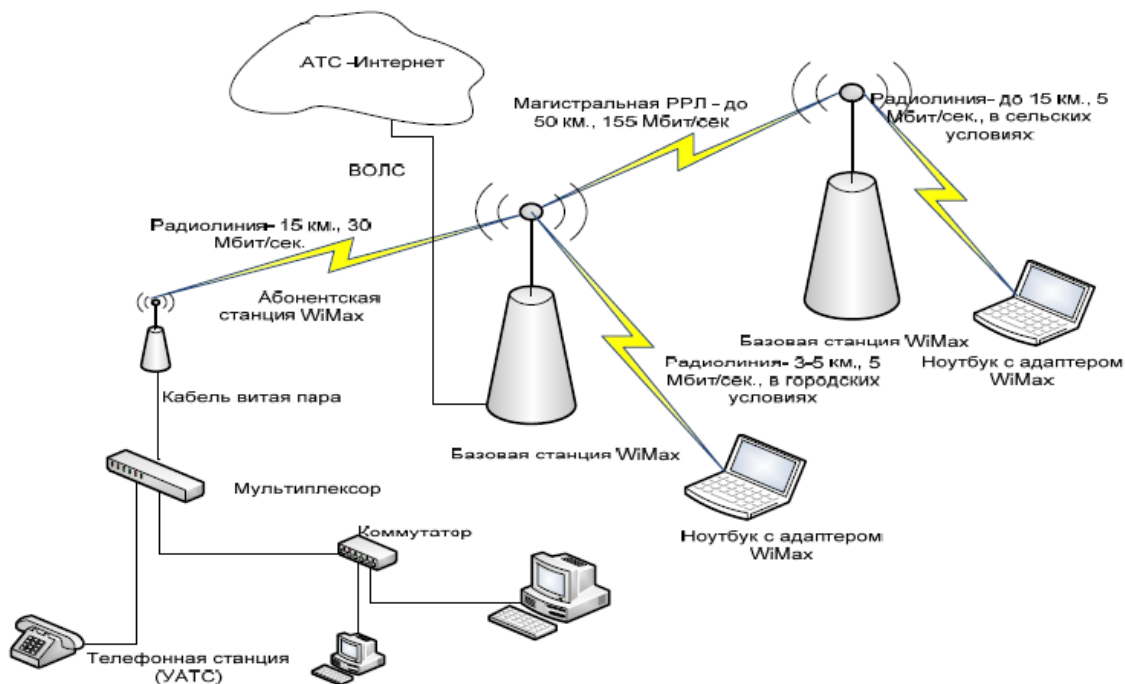 АТС -Интернет
Магистральная РРЛ - до
50 км., 155 Мбит/сек
Радиолиния- до 15 км., 5
Мбит/сек., в сельских
условиях
ВОЛС
Радиолиния- 15 км., 30
Мбит/сек.
Абонентская
станция WiMax
Базовая станция WiMax
Ноутбук с адаптером
WiMax
Радиолиния- 3-5 км., 5
Мбит/сек., в городских
условиях
Кабель витая пара
Базовая станция WiMax
Мультиплексор
Коммутатор
Ноутбук с адаптером
WiMax
Телефонная станция
(УАТС)